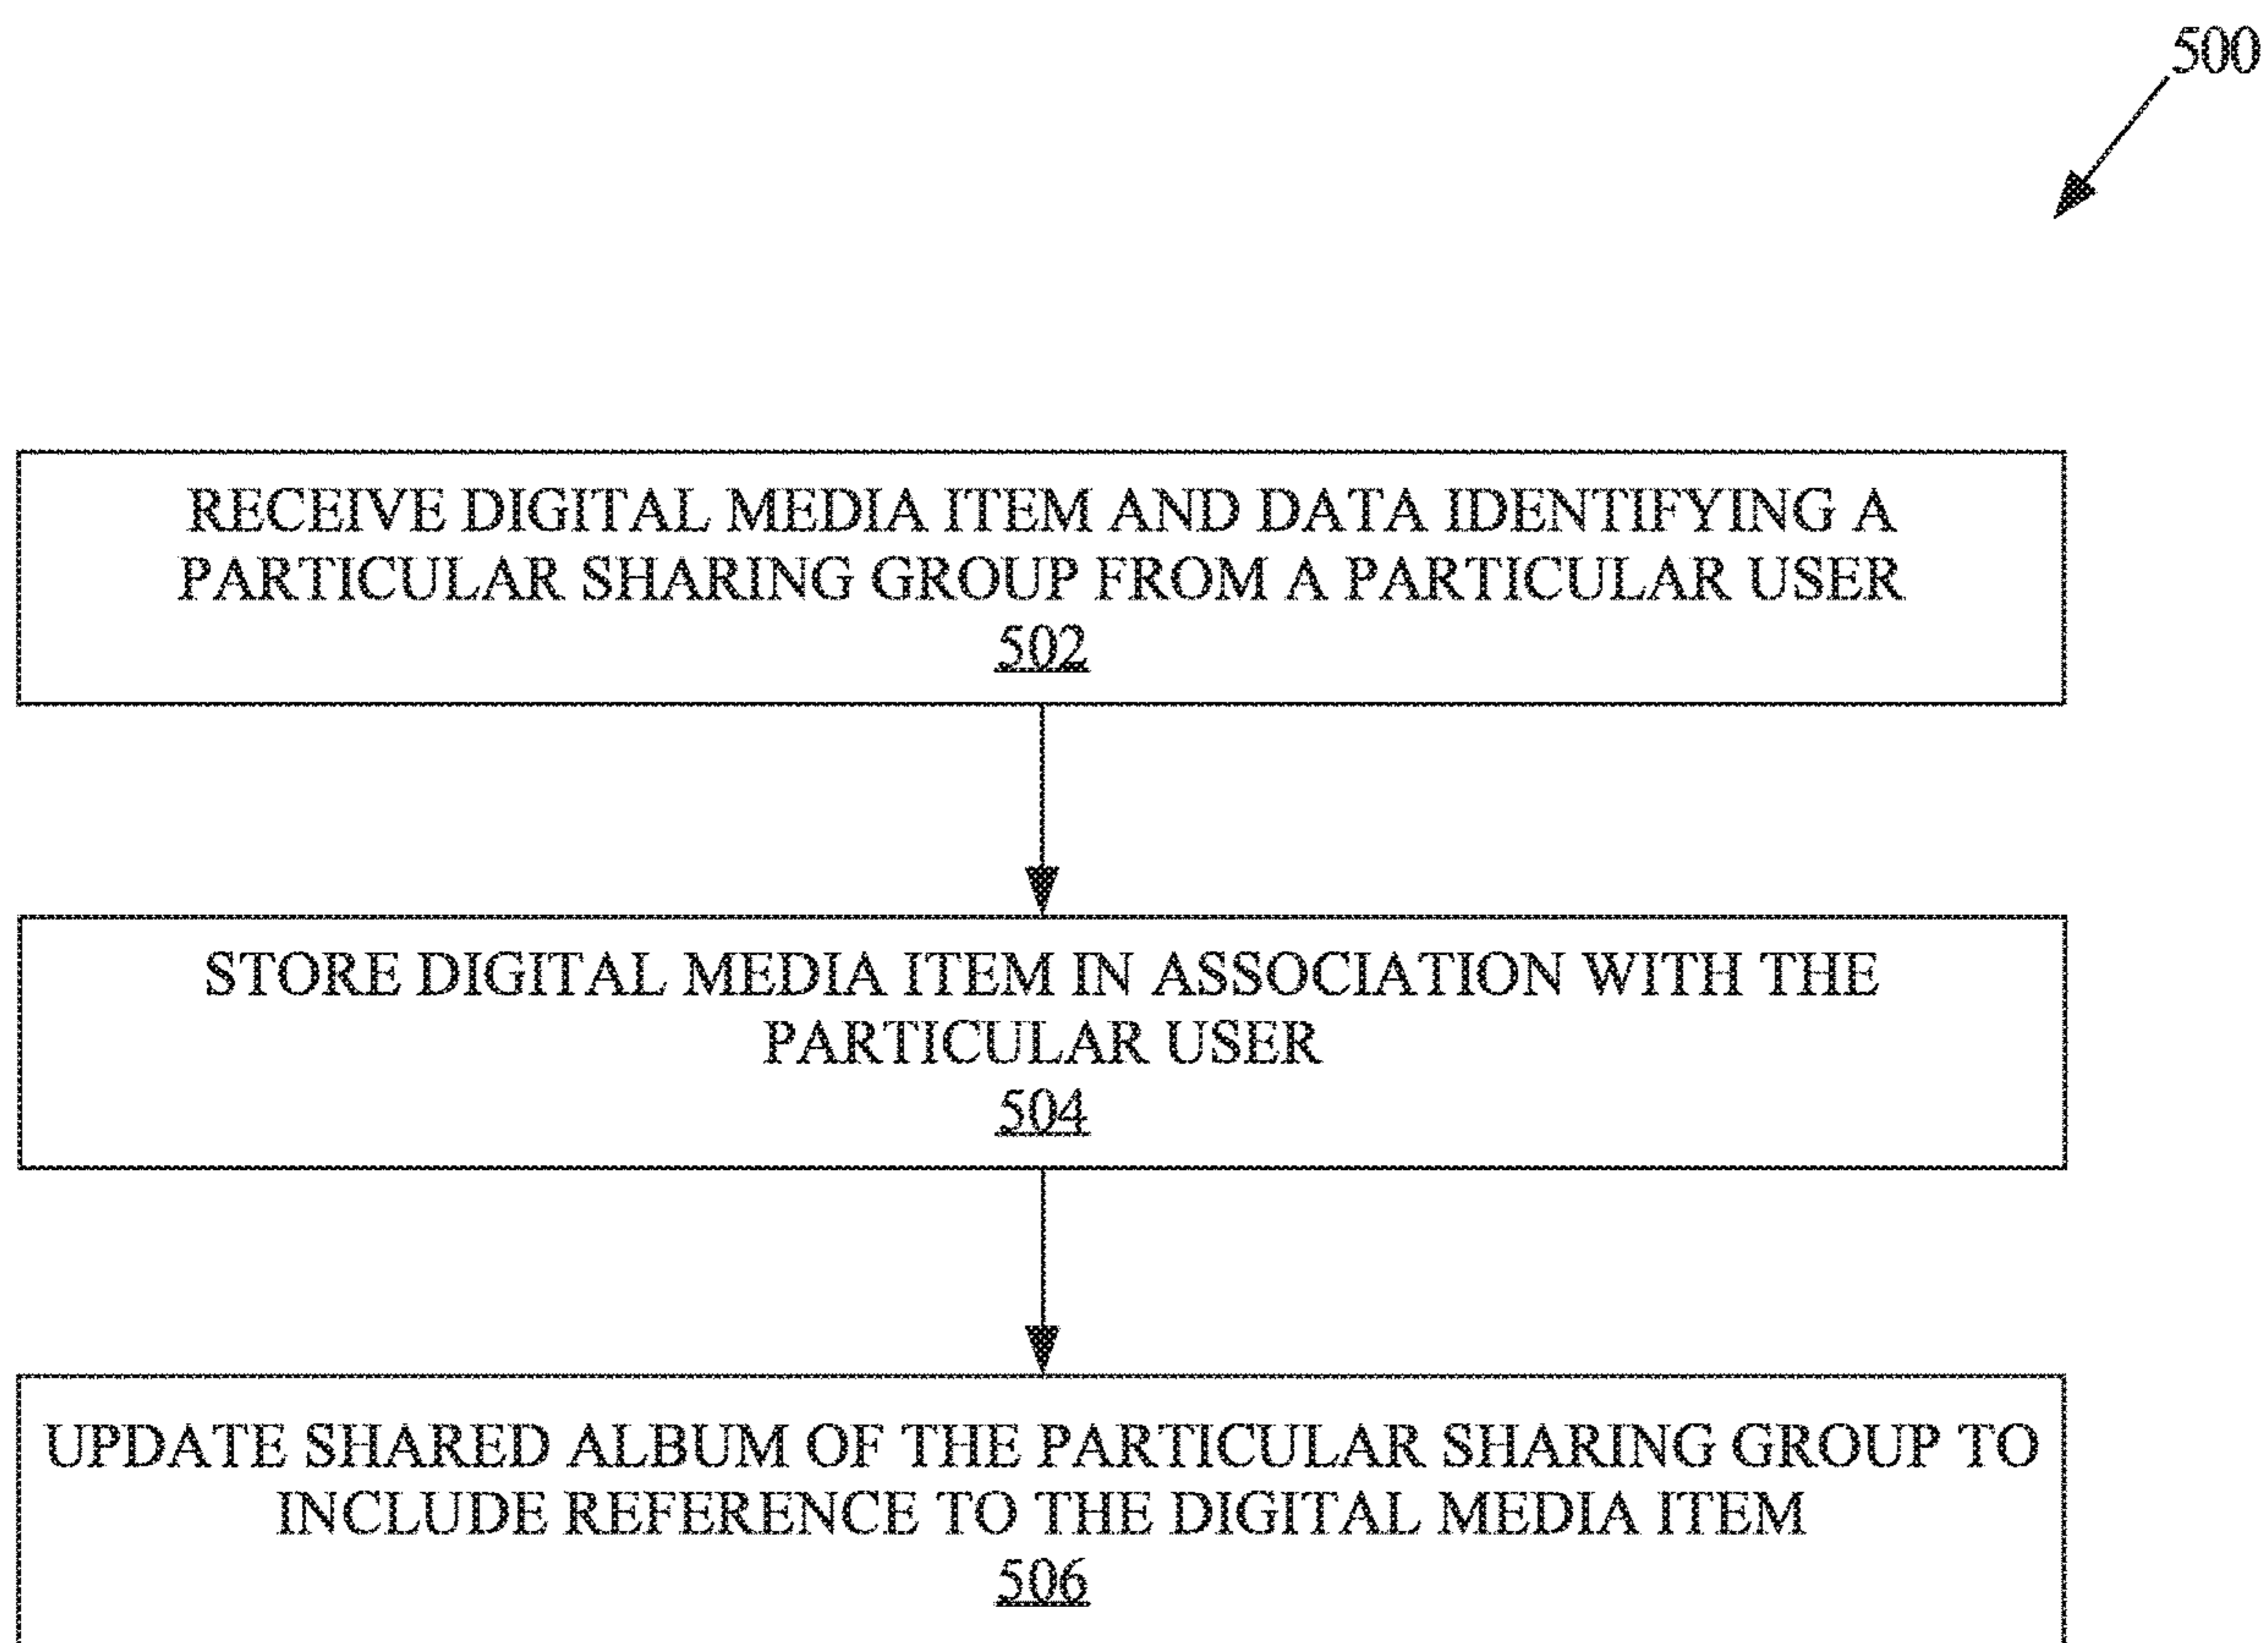 500
RECEIVE DIGITAL MEDIA ITEM AND DATA IDENTIFYING A
PARTICULAR SHARING GROUP FROM A PARTICULAR USER
502
STORE DIGITAL MEDIA ITEM IN ASSOCIATION WITH THE
PARTICULAR USER
504
UPDATE SHARED ALBUM OF THE PARTICULAR SHARING GROUP TO
INCLUDE REFERENCE TO THE DIGITAL MEDIA ITEM
506